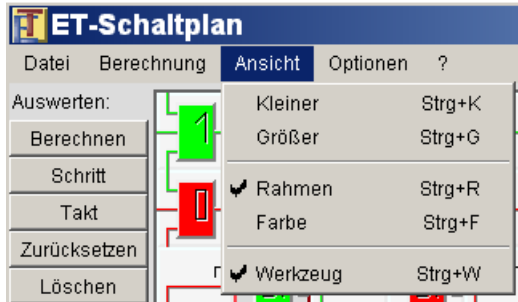 ET-Schaltplan
Datei Berechnung Ansicht Optionen ?
Auswerten:
Berechnen
Schritt
Takt
Zurücksetzen
Löschen
Kleiner Strg+K
Größer Strg+G
Rahmen Strg+R
Farbe Strg+F
Werkzeug Strg+W
1
0